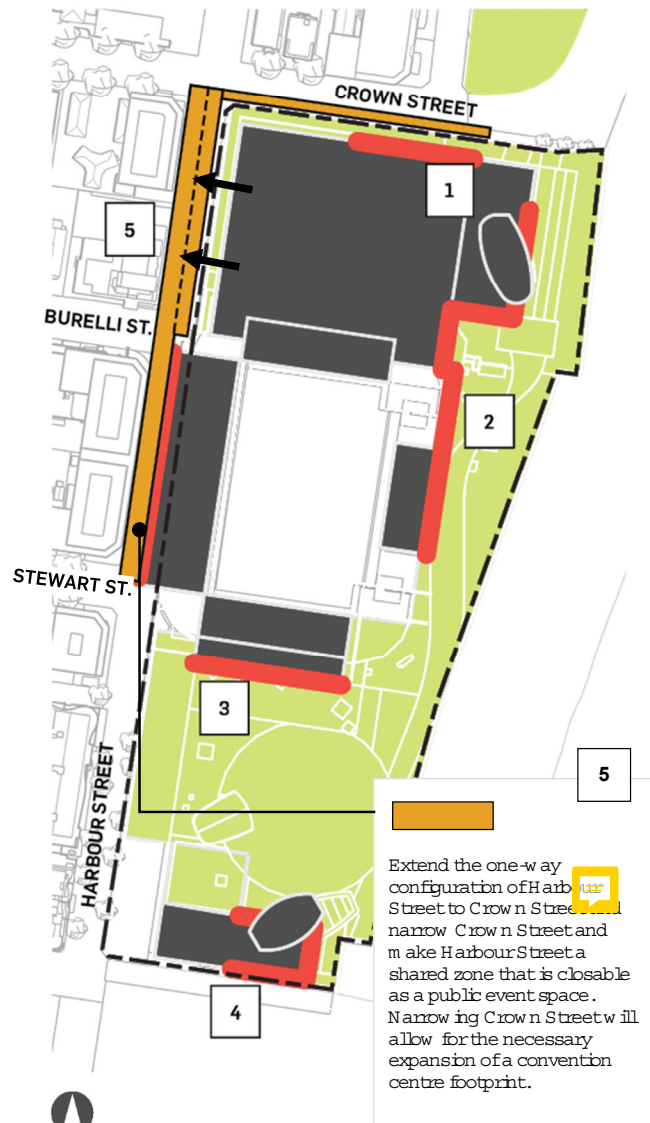 CROWN STREET
1
5
BURELLI ST.
2
STEWART ST.
3
HARBOUR STREET
4
5
Extend the one-way
configuration of Harbour
Street to Crown Street and
narrow Crown Street and
make Harbour Street a
shared zone that is closable
as a public event space.
Narrowing Crown Street will
allow for the necessary
expansion of a convention
centre footprint.